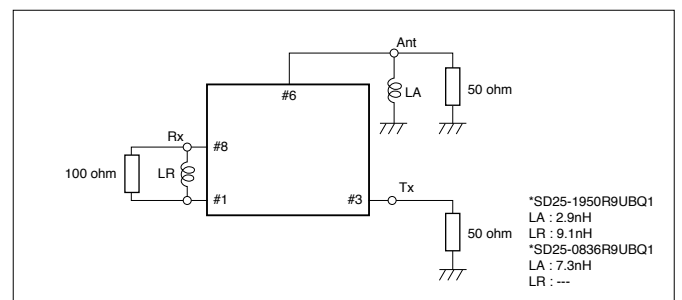 Ant
#6
LA
50 ohm
Rx
#8
100 ohm
LR
#1
#3
Tx
50 ohm
*SD25-1950R9UBQ1
LA : 2.9nH
LR : 9.1nH
*SD25-0836R9UBQ1
LA : 7.3nH
LR : ---